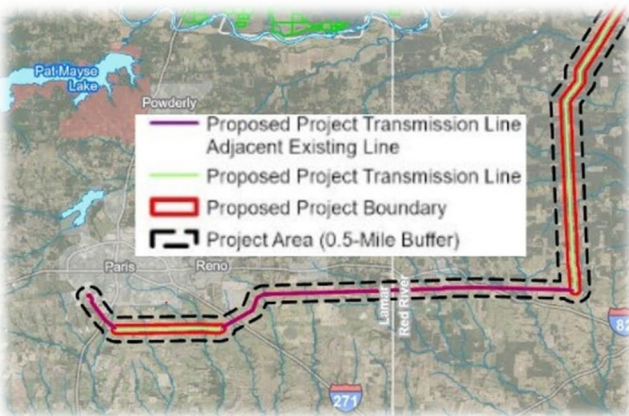 Pat Mayse
Lake
Powderly
Proposed Project Transmission Line
Adjacent Existing Line
Proposed Project Transmission Line
Proposed Project Boundary
Project Area (0.5-Mile Buffer)
Paris
Reno
Lamar
Red River
82
271